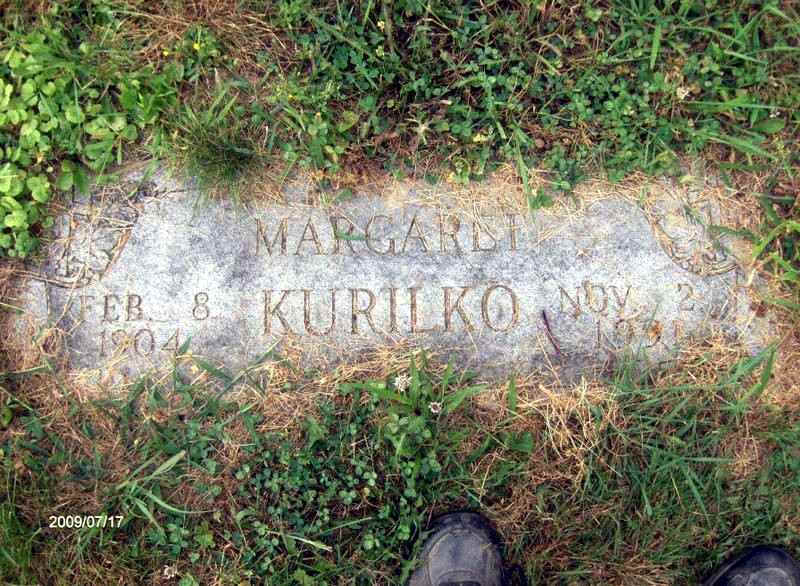 MARGARET
FEB. 8 KURILKO NOV. 2
1904
2009/07/17